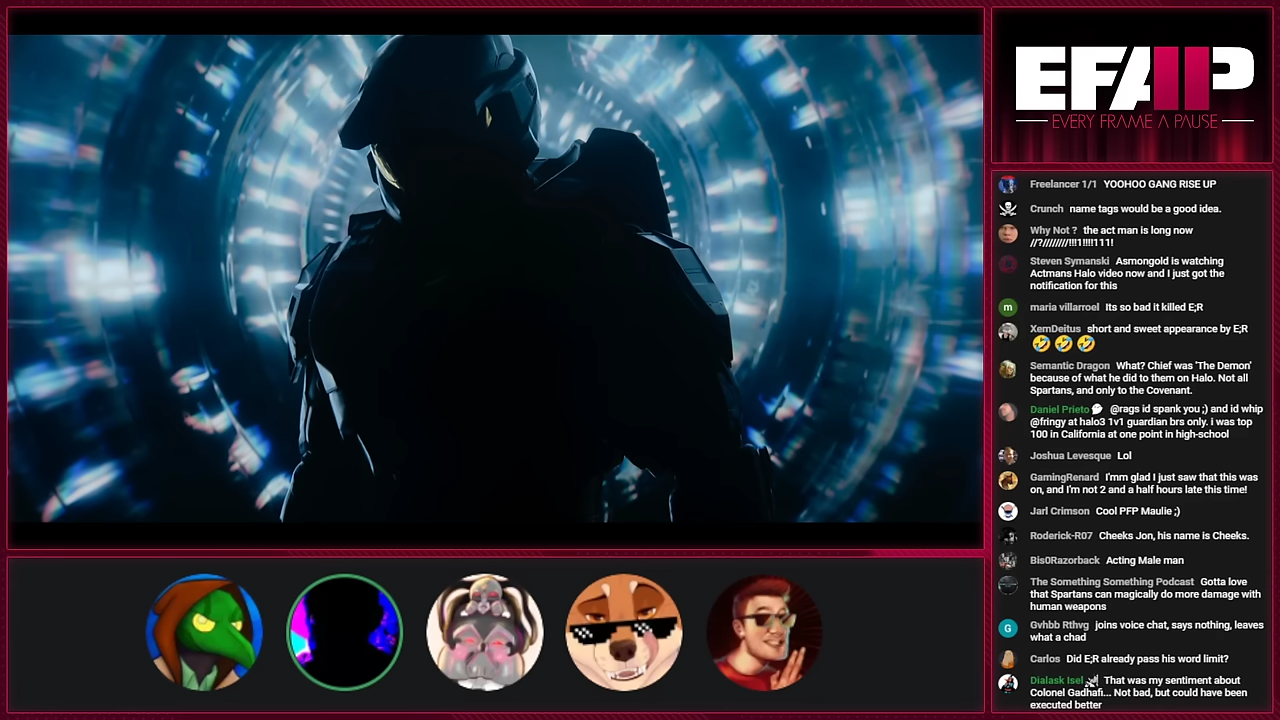 EFAP
EVERY FRAME A PAUSE
Freelancer 1/1 YOOHOO GANG RISE UP
Crunch name tags would be a good idea.
Why Not ? the act man is long now
//?////////!!!1!!!!111!
Steven Symanski Asmongold is watching
Actmans Halo video now and I just got the
notification for this
m
maria villarroel Its so bad it killed E;R
XemDeitus short and sweet appearance by E;R
🤣🤣🤣
Semantic Dragon What? Chief was 'The Demon'
because of what he did to them on Halo. Not all
Spartans, and only to the Covenant.
Daniel Prieto @rags id spank you ;) and id whip
@fringy at halo3 1v1 guardian brs only. i was top
100 in California at one point in high-school
Joshua Levesque Lol
GamingRenard I'mm glad I just saw that this was
on, and I'm not 2 and a half hours late this time!
Jarl Crimson Cool PFP Maulie ;)
Roderick-R07 Cheeks Jon, his name is Cheeks.
Bis0Razorback Acting Male man
The Something Something Podcast Gotta love
that Spartans can magically do more damage with
human weapons
G
Gvhbb Rthvg joins voice chat, says nothing, leaves
what a chad
Carlos Did E;R already pass his word limit?
Dialask Isel That was my sentiment about
Colonel Gadhafi... Not bad, but could have been
executed better